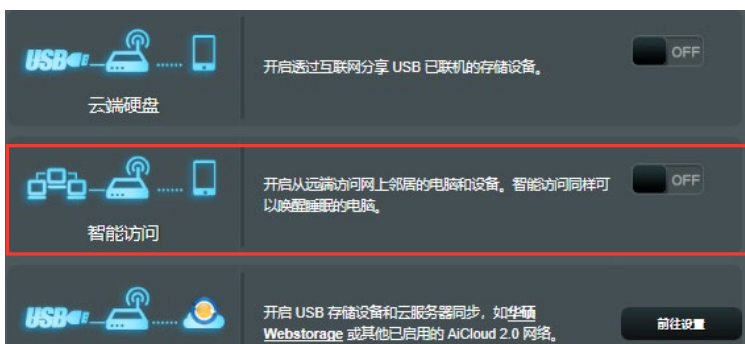 USB
开启透过互联网分享 USB 已联机的存储设备。
OFF
云端硬盘
开启从远端访问网上邻居的电脑和设备。智能访问同样可
以唤醒睡眠的电脑。
OFF
智能访问
USB
开启 USB 存储设备和云服务器同步，如华硕
Webstorage 或其他已启用的 AiCloud 2.0 网络。
前往设置